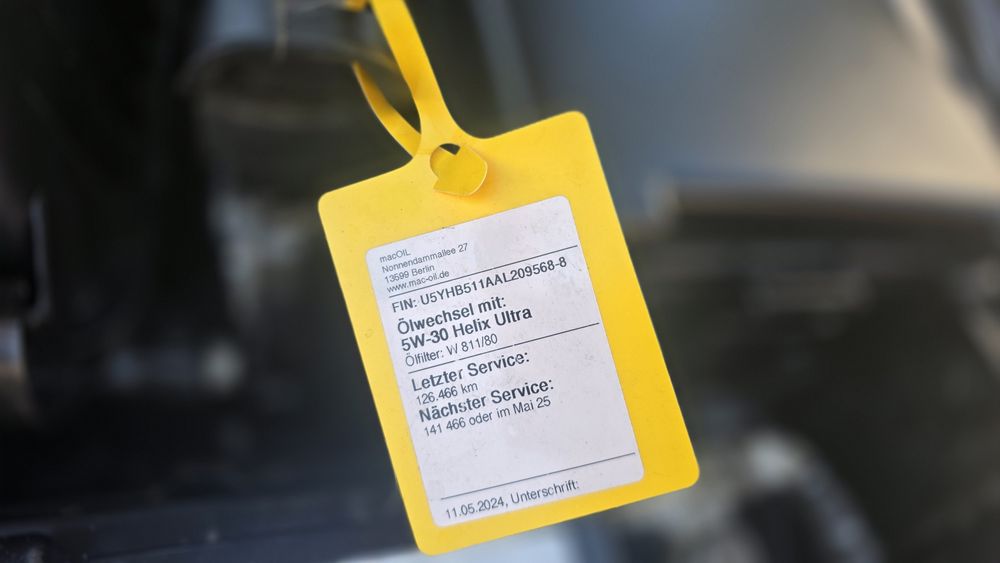 macOIL
Nonnendammallee 27
13599 Berlin
www.mac-oil.de
FIN: U5YHB511AAL209568-8
Ölwechsel mit:
5W-30 Helix Ultra
Ölfilter: W 811/80
Letzter Service:
126.466 km
Nächster Service:
141 466 oder im Mai 25
11.05.2024, Unterschrift: